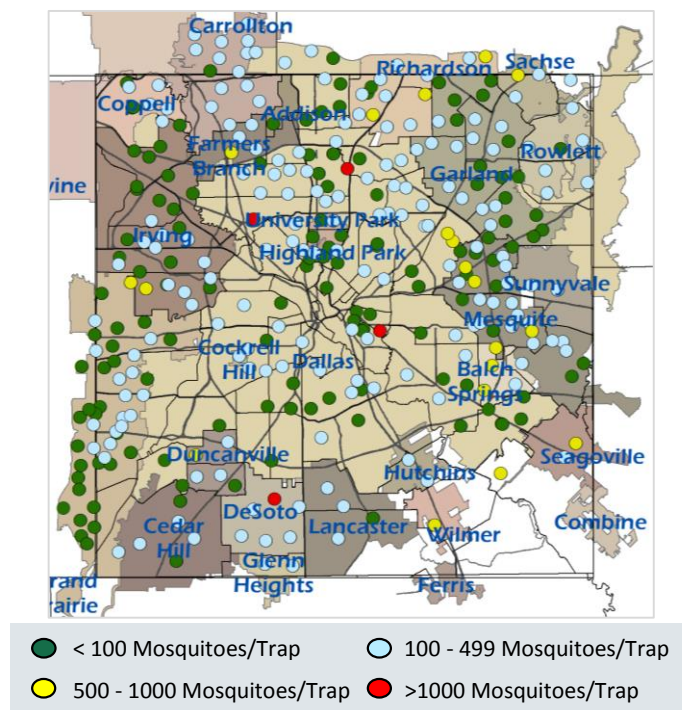 Carrollton
Richardson
Sachse
Coppell
Addison
Farmers
Branch
Rowlett
Garland
vine
University Park
Irving
Highland Park
Sunnyvale
Mesquite
Cockrell
Hill
Dallas
Balch
Springs
Duncanville
Seagoville
Hutchins
DeSoto
Lancaster
Cedar
Hill
Wilmer
Combine
Glenn
Heights
Ferris
rand
rairie
< 100 Mosquitoes/Trap
100 - 499 Mosquitoes/Trap
500 - 1000 Mosquitoes/Trap
>1000 Mosquitoes/Trap